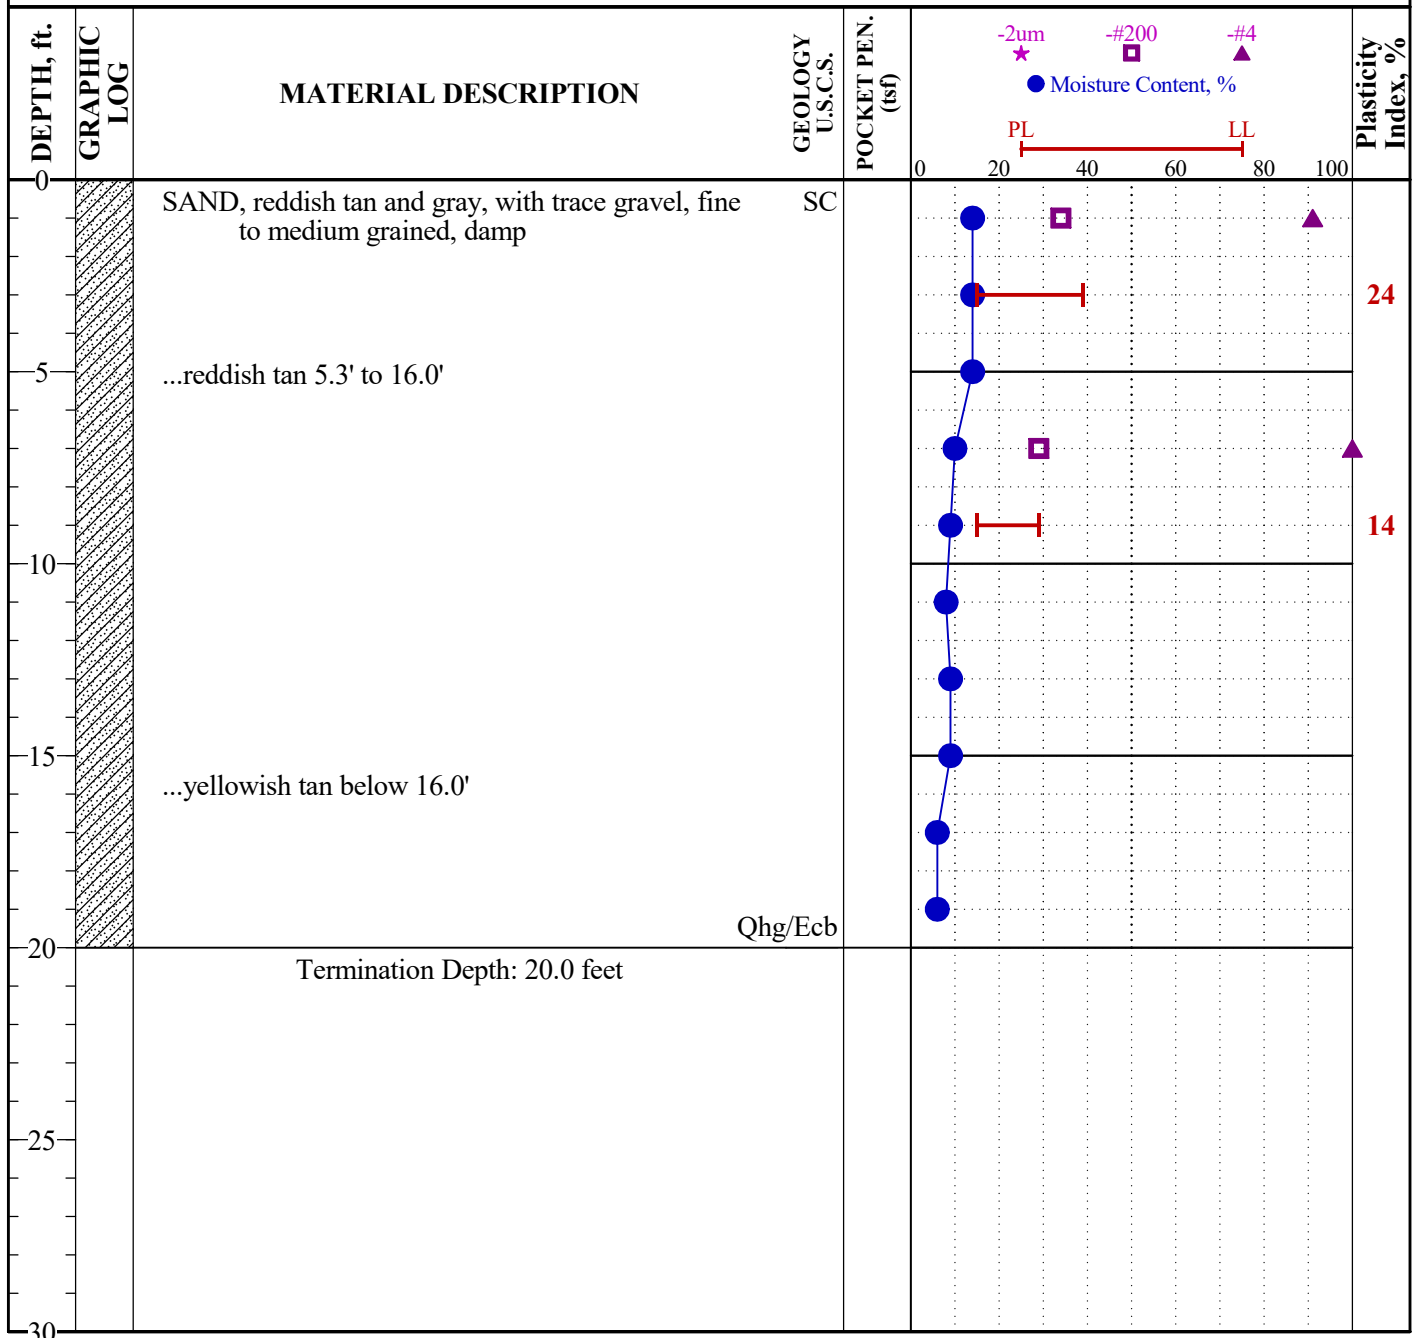 DEPTH, ft.
GRAPHIC
LOG
MATERIAL DESCRIPTION
GEOLOGY
U.S.C.S.
POCKET PEN.
(tsf)
-2um -#200 -#4
Moisture Content, %
PL LL
0 20 40 60 80 100
Plasticity
Index, %
0
SAND, reddish tan and gray, with trace gravel, fine
to medium grained, damp
SC
24
5
...reddish tan 5.3' to 16.0'
14
10
15
...yellowish tan below 16.0'
Qhg/Ecb
20
Termination Depth: 20.0 feet
25
30